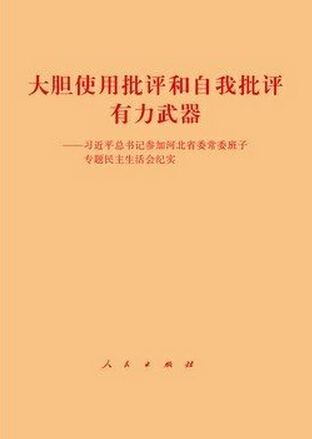 大胆使用批评和自我批评
有力武器
——习近平总书记参加河北省委常委班子
专题民主生活会纪实
人民出版社